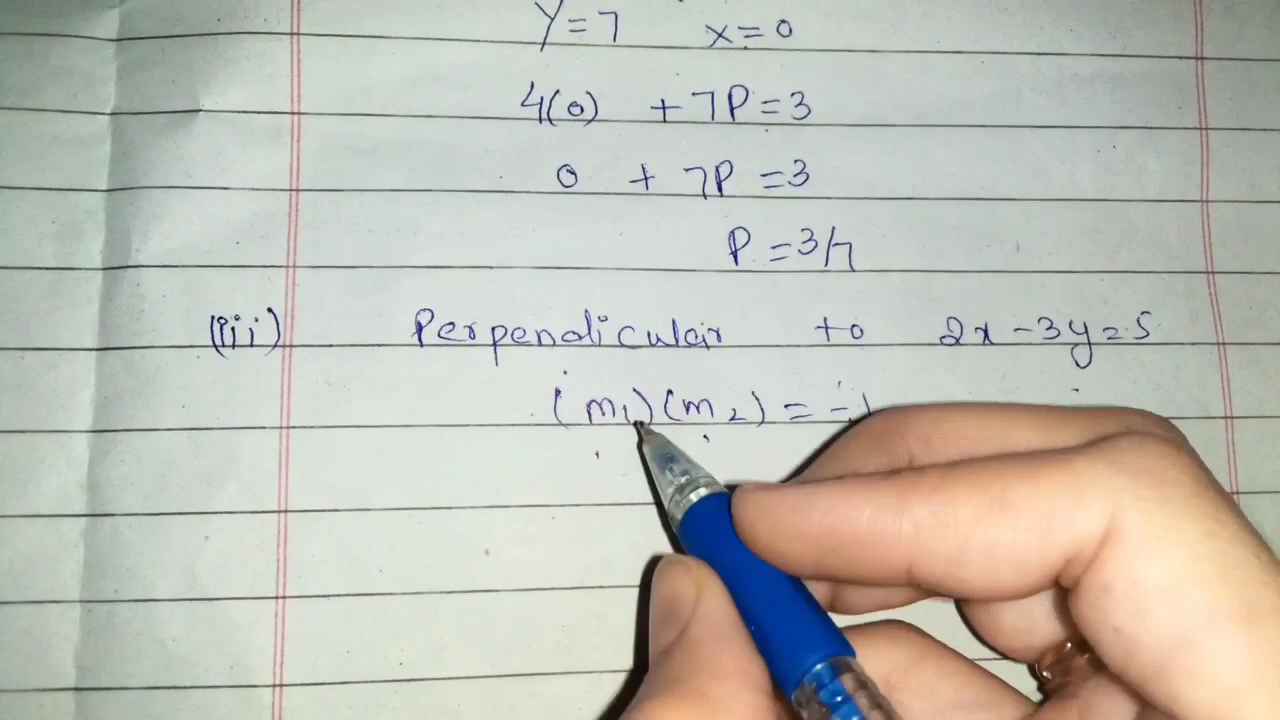 Y=7 x=0
4(0) + 7P=3
0 + 7P =3
P =3/7
(iii) Perpendicular to 2x-3y=5
(m1)(m2) = -1